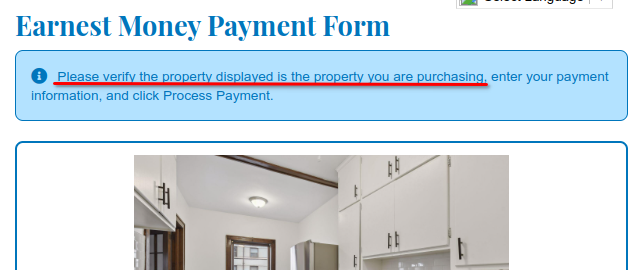 Select Language
Earnest Money Payment Form
Please verify the property displayed is the property you are purchasing, enter your payment
information, and click Process Payment.